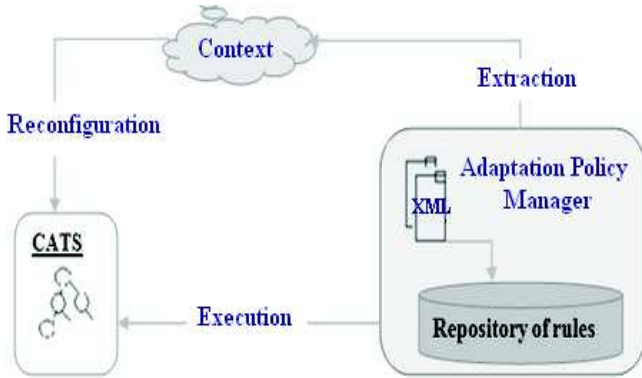 Context
Extraction
Reconfiguration
Adaptation Policy
Manager
XML
CATS
Execution
Repository of rules